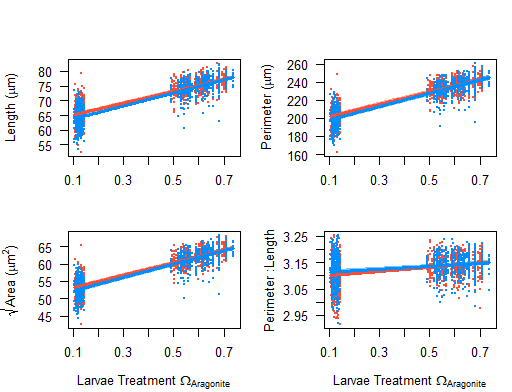 Length (µm)
80
75
70
65
60
55
0.1 0.3 0.5 0.7
Perimeter (µm)
260
240
220
200
180
160
0.1 0.3 0.5 0.7
√Area (µm²)
65
60
55
50
45
0.1 0.3 0.5 0.7
Larvae Treatment Ω_Aragonite
Perimeter :Length
3.25
3.15
3.05
2.95
0.1 0.3 0.5 0.7
Larvae Treatment Ω_Aragonite